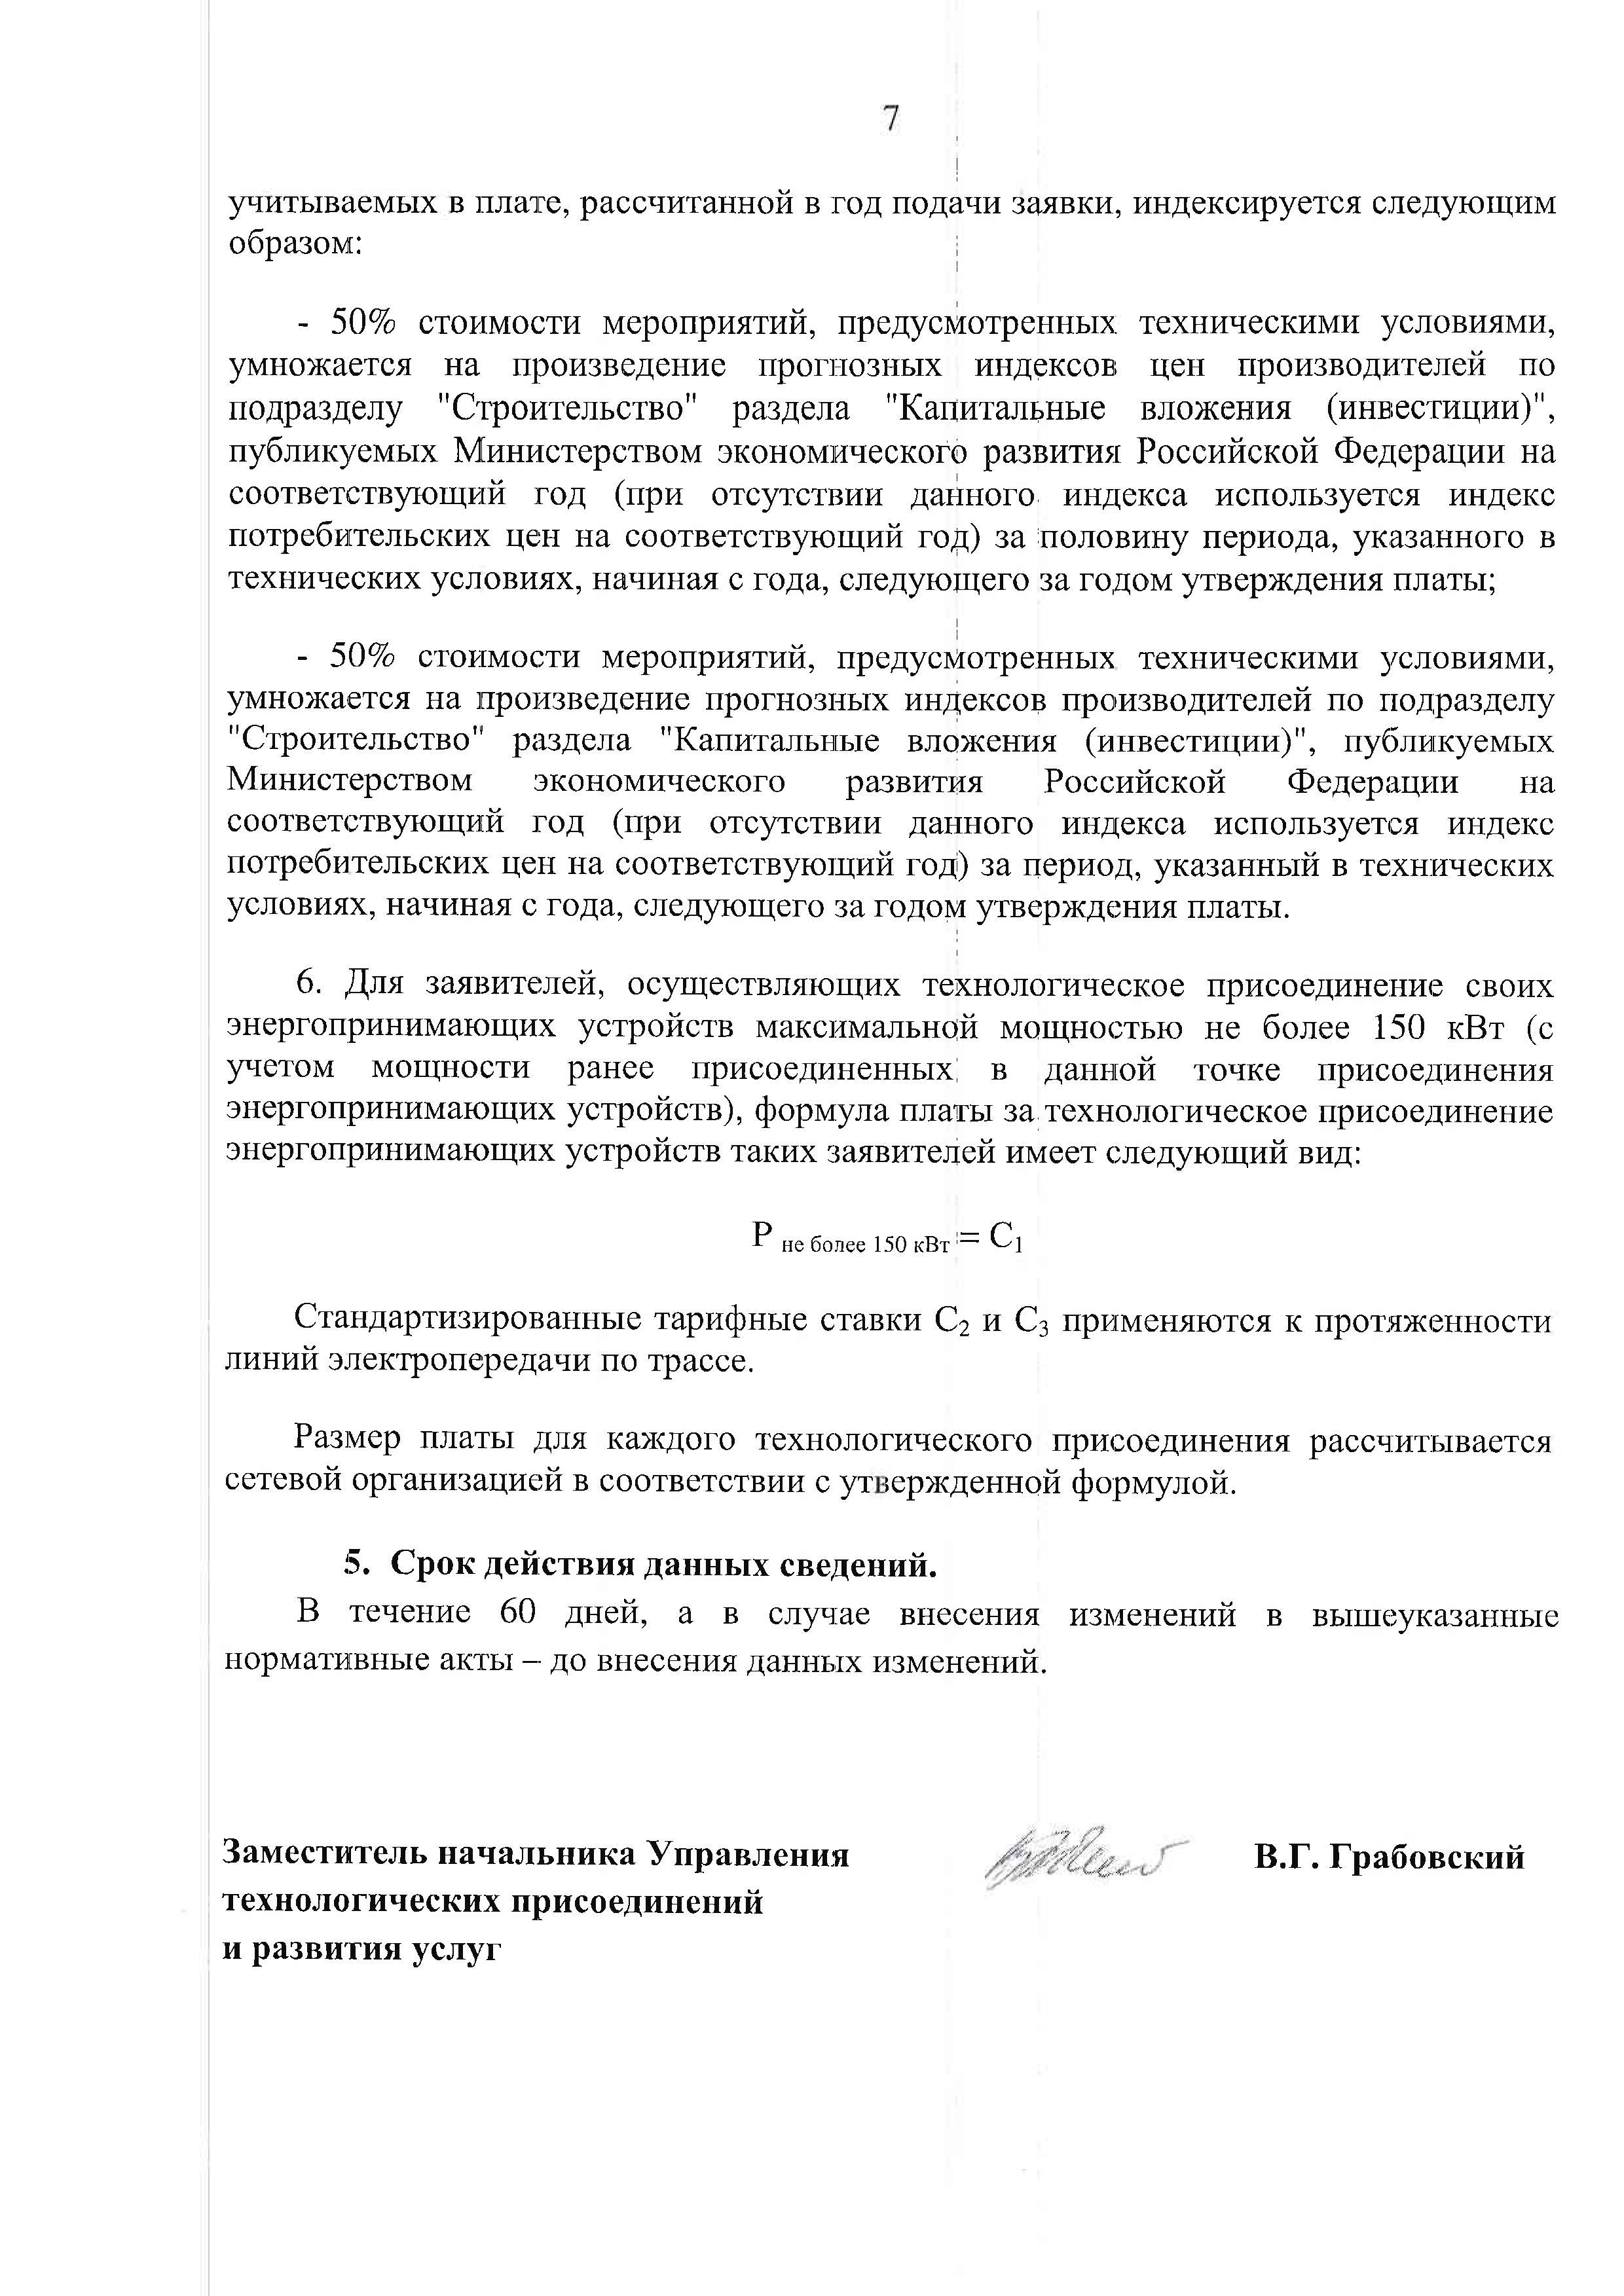 7
учитываемых в плате, рассчитанной в год подачи заявки, индексируется следующим
образом:
- 50% стоимости мероприятий, предусмотренных техническими условиями,
умножается на произведение прогнозных индексов цен производителей по
подразделу "Строительство" раздела "Капитальные вложения (инвестиции)",
публикуемых Министерством экономического развития Российской Федерации на
соответствующий год (при отсутствии данного индекса используется индекс
потребительских цен на соответствующий год) за половину периода, указанного в
технических условиях, начиная с года, следующего за годом утверждения платы;
- 50% стоимости мероприятий, предусмотренных техническими условиями,
умножается на произведение прогнозных индексов производителей по подразделу
"Строительство" раздела "Капитальные вложения (инвестиции)", публикуемых
Министерством экономического развития Российской Федерации на
соответствующий год (при отсутствии данного индекса используется индекс
потребительских цен на соответствующий год) за период, указанный в технических
условиях, начиная с года, следующего за годом утверждения платы.
6. Для заявителей, осуществляющих технологическое присоединение своих
энергопринимающих устройств максимальной мощностью не более 150 кВт (с
учетом мощности ранее присоединенных в данной точке присоединения
энергопринимающих устройств), формула платы за технологическое присоединение
энергопринимающих устройств таких заявителей имеет следующий вид:
Р не более 150 кВт = С1
Стандартизированные тарифные ставки С2 и С3 применяются к протяженности
линий электропередачи по трассе.
Размер платы для каждого технологического присоединения рассчитывается
сетевой организацией в соответствии с утвержденной формулой.
5. Срок действия данных сведений.
В течение 60 дней, а в случае внесения изменений в вышеуказанные
нормативные акты – до внесения данных изменений.
Заместитель начальника Управления В.Г. Грабовский
технологических присоединений
и развития услуг